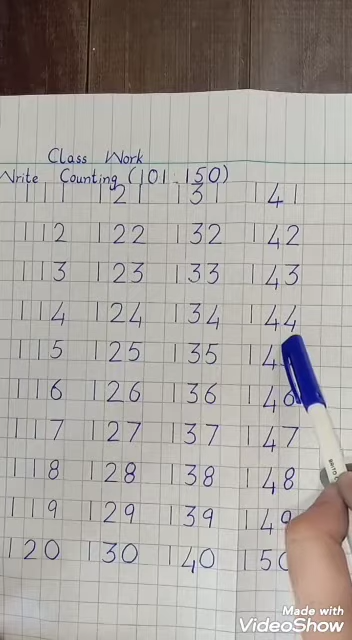 Class Work
Write Counting (101-150)
111 121 131 141
112 122 132 142
113 123 133 143
114 124 134 144
115 125 135
116 126 136 146
117 127 137 147
118 128 138 148
119 129 139 149
120 130 140 150
Made with
VideoShow